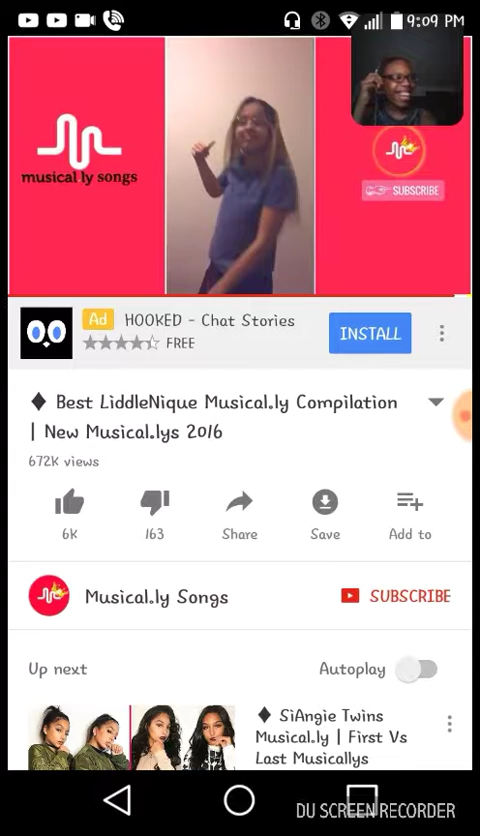 9:09 PM
musical.ly songs
SUBSCRIBE
Ad HOOKED - Chat Stories
FREE
INSTALL
♦ Best LiddleNique Musical.ly Compilation
| New Musical.lys 2016
672K views
6K
163
Share
Save
Add to
Musical.ly Songs
SUBSCRIBE
Up next
Autoplay
♦ SiAngie Twins
Musical.ly | First Vs
Last Musicallys
DU SCREEN RECORDER